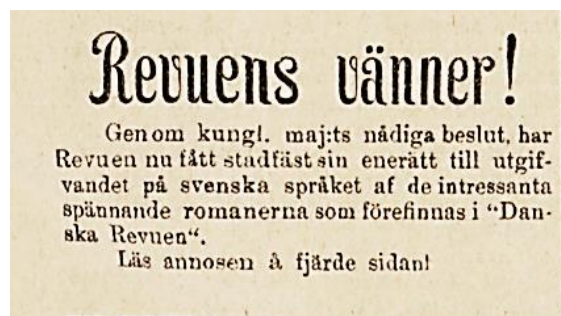 Revuens vänner!
Genom kungl. maj:ts nådiga beslut, har
Revuen nu fått stadfäst sin enerätt till utgif-
vandet på svenska språket af de intressanta
spännande romanerna som förefinnas i "Dan-
ska Revuen".
Läs annosen å fjärde sidan!